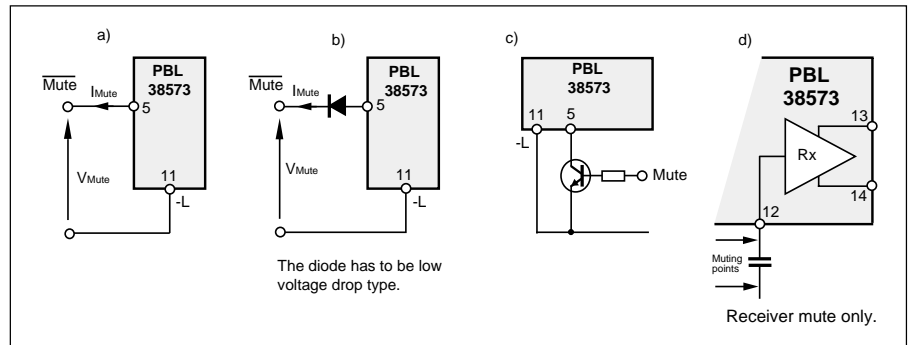 a)
PBL
38573
Mute
IMute
5
VMute
11
-L
b)
PBL
38573
Mute
IMute
5
VMute
11
-L
The diode has to be low
voltage drop type.
c)
PBL
38573
11 5
-L
Mute
d)
PBL
38573
13
Rx
14
12
Muting
points
Receiver mute only.